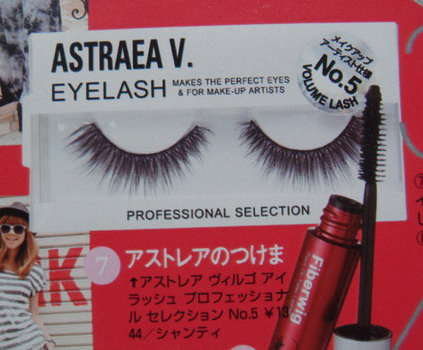 ASTRAEA V.
EYELASH
MAKES THE PERFECT EYES
& FOR MAKE-UP ARTISTS
メイクアップ
アーティスト仕様
No.5
VOLUME LASH
PROFESSIONAL SELECTION
7
アストレアのつけま
↑アストレア ヴィルゴ アイ
ラッシュ プロフェッショナ
ル セレクション No.5 ¥13
44／シャンティ
Fiberwig